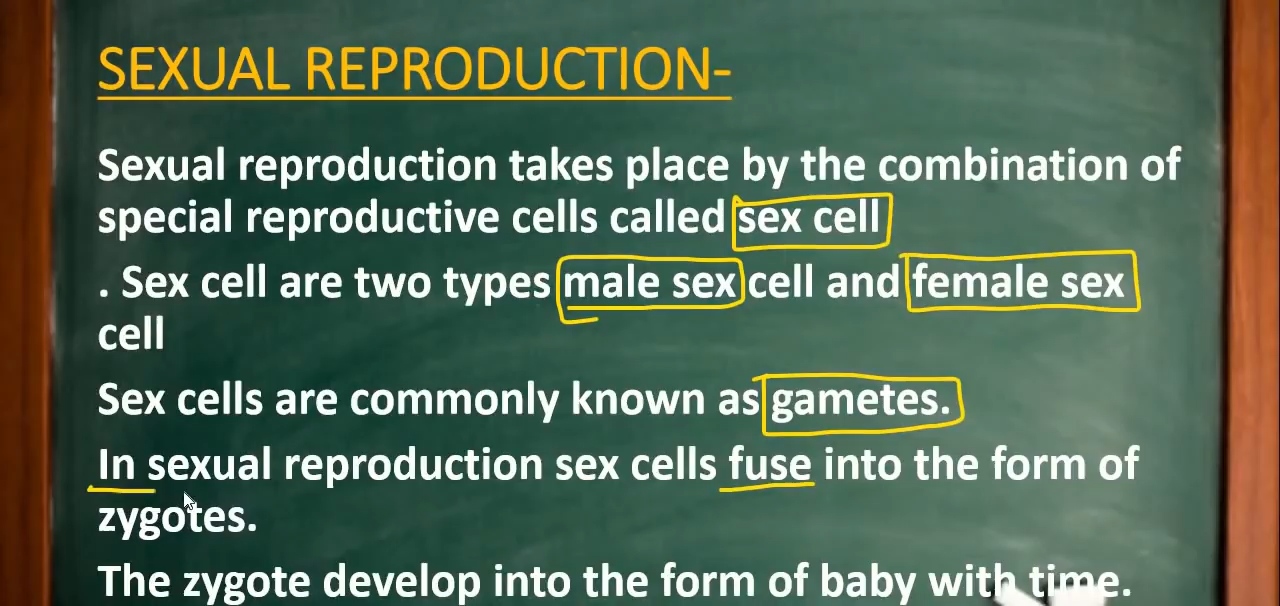 SEXUAL REPRODUCTION-
Sexual reproduction takes place by the combination of
special reproductive cells called sex cell
. Sex cell are two types male sex cell and female sex
cell
Sex cells are commonly known as gametes.
In sexual reproduction sex cells fuse into the form of
zygotes.
The zygote develop into the form of baby with time.